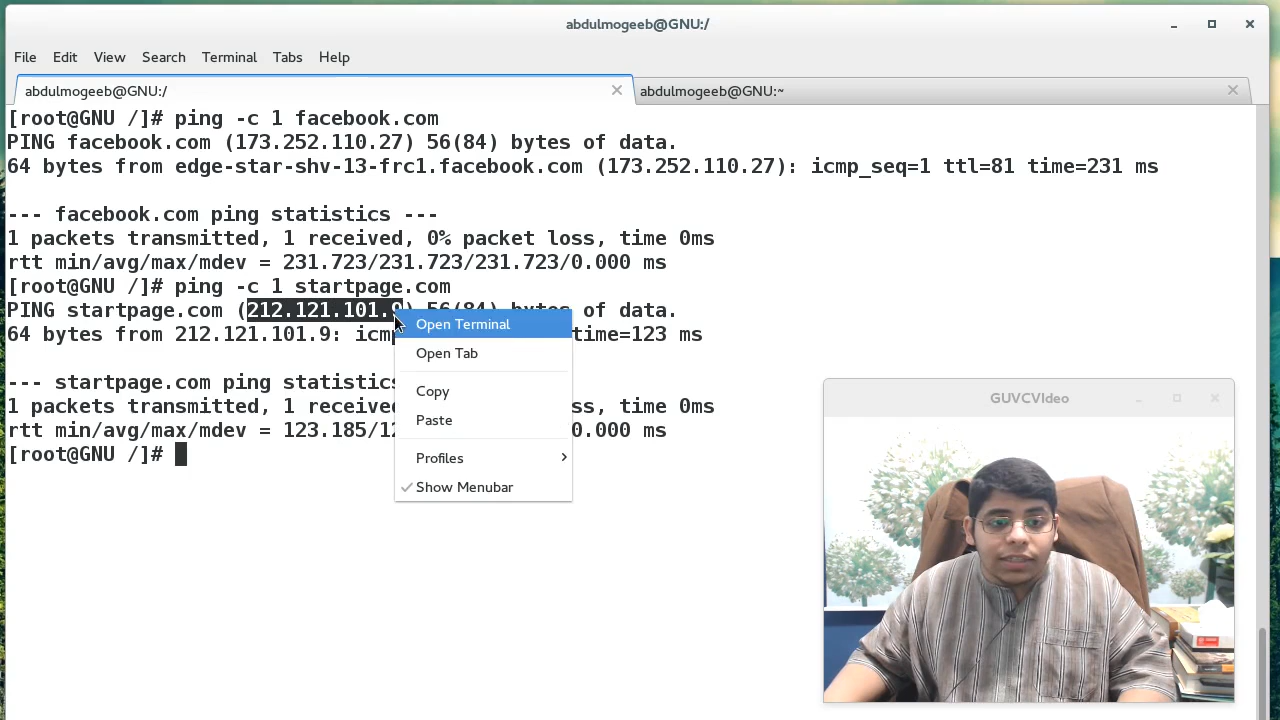 abdulmogeeb@GNU:/
File Edit View Search Terminal Tabs Help
abdulmogeeb@GNU:/ abdulmogeeb@GNU:~
[root@GNU /]# ping -c 1 facebook.com
PING facebook.com (173.252.110.27) 56(84) bytes of data.
64 bytes from edge-star-shv-13-frc1.facebook.com (173.252.110.27): icmp_seq=1 ttl=81 time=231 ms
--- facebook.com ping statistics ---
1 packets transmitted, 1 received, 0% packet loss, time 0ms
rtt min/avg/max/mdev = 231.723/231.723/231.723/0.000 ms
[root@GNU /]# ping -c 1 startpage.com
PING startpage.com (212.121.101.9) 56(84) bytes of data.
64 bytes from 212.121.101.9: time=123 ms
--- startpage.com ping statistics
1 packets transmitted, 1 time 0ms
rtt min/avg/max/mdev = 0.000 ms
[root@GNU /]#
Open Terminal
Open Tab
Copy
Paste
Profiles
Show Menubar
GUVCVIdeo